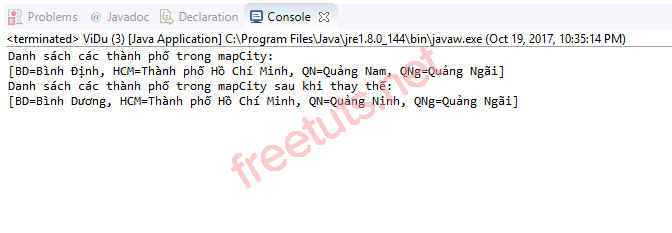 Problems @ Javadoc Declaration Console
<terminated> ViDu (3) [Java Application] C:\Program Files\Java\jre1.8.0_144\bin\javaw.exe (Oct 19, 2017, 10:35:14 PM)
Danh sách các thành phố trong mapCity:
[BD=Bình Định, HCM=Thành phố Hồ Chí Minh, QN=Quảng Nam, QNg=Quảng Ngãi]
Danh sách các thành phố trong mapCity sau khi thay thế:
[BD=Bình Dương, HCM=Thành phố Hồ Chí Minh, QN=Quảng Ninh, QNg=Quảng Ngãi]
freetuts.net